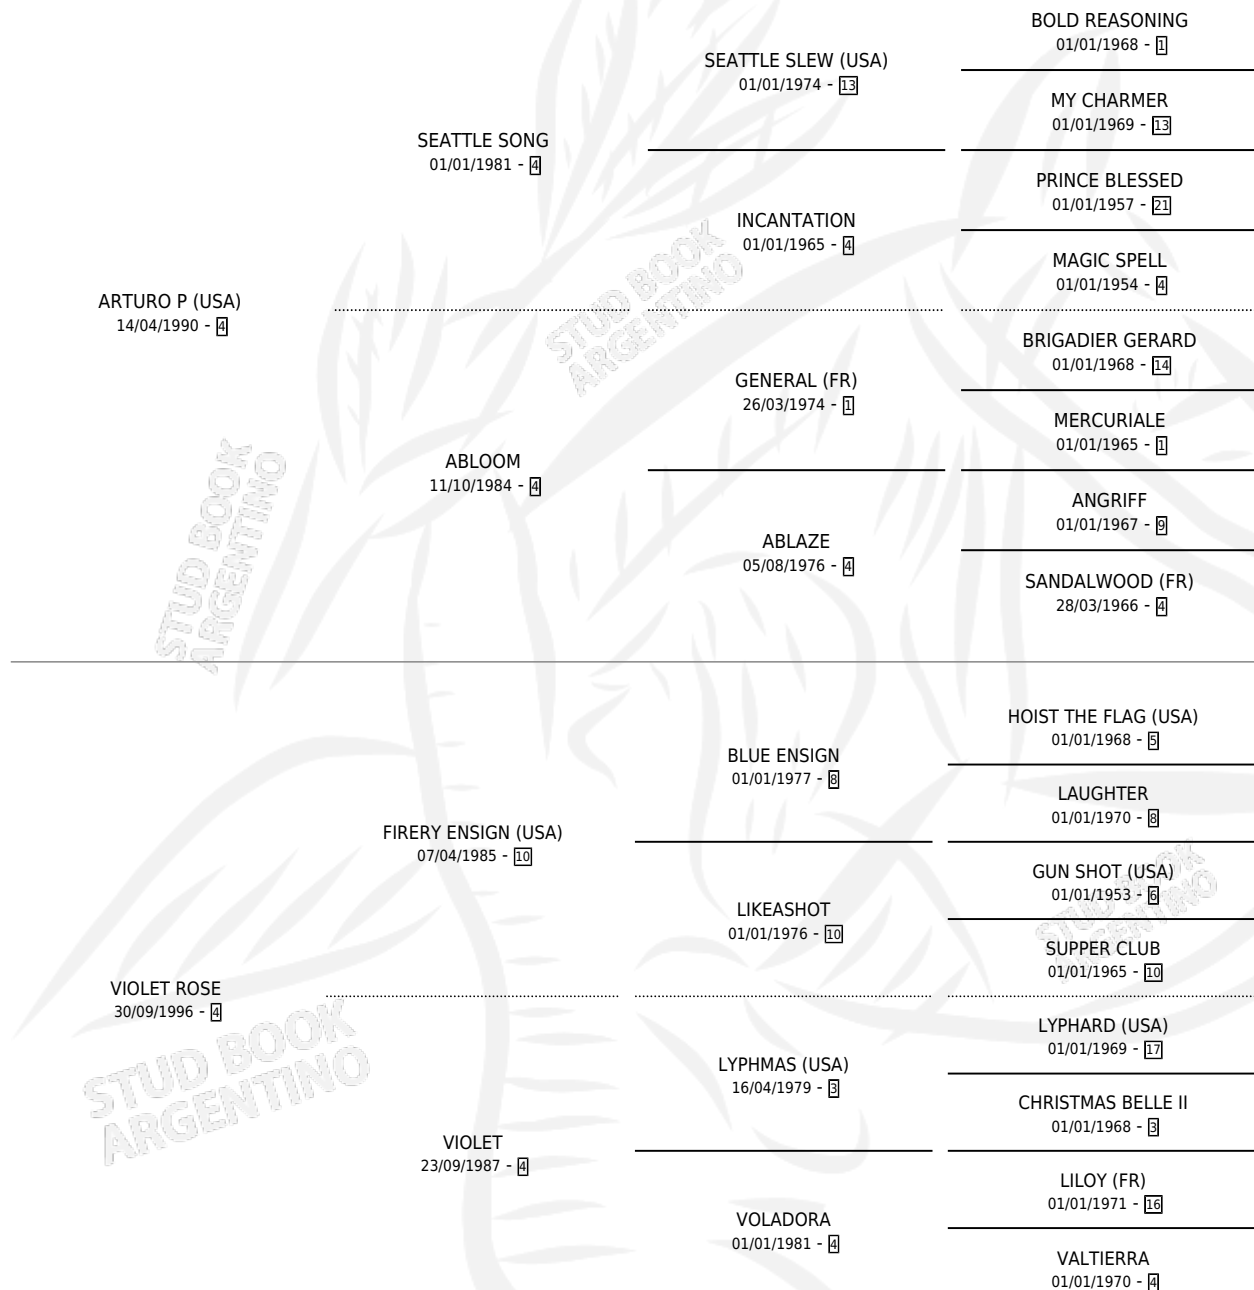 BOLD REASONING
01/01/1968 - 1
SEATTLE SLEW (USA)
01/01/1974 - 13
MY CHARMER
01/01/1969 - 13
SEATTLE SONG
01/01/1981 - 4
PRINCE BLESSED
01/01/1957 - 21
INCANTATION
01/01/1965 - 4
MAGIC SPELL
01/01/1954 - 4
ARTURO P (USA)
14/04/1990 - 4
BRIGADIER GERARD
01/01/1968 - 14
GENERAL (FR)
26/03/1974 - 1
MERCURIALE
01/01/1965 - 1
ABLOOM
11/10/1984 - 4
ANGRIFF
01/01/1967 - 9
ABLAZE
05/08/1976 - 4
SANDALWOOD (FR)
28/03/1966 - 4
HOIST THE FLAG (USA)
01/01/1968 - 5
BLUE ENSIGN
01/01/1977 - 8
LAUGHTER
01/01/1970 - 8
FIRERY ENSIGN (USA)
07/04/1985 - 10
GUN SHOT (USA)
01/01/1953 - 6
LIKEASHOT
01/01/1976 - 10
SUPPER CLUB
01/01/1965 - 10
VIOLET ROSE
30/09/1996 - 4
LYPHARD (USA)
01/01/1969 - 17
LYPHMAS (USA)
16/04/1979 - 3
CHRISTMAS BELLE II
01/01/1968 - 3
VIOLET
23/09/1987 - 4
LILOY (FR)
01/01/1971 - 16
VOLADORA
01/01/1981 - 4
VALTIERRA
01/01/1970 - 4
STUD BOOK
ARGENTINO
STUD BOOK
ARGENTINO
STUD BOOK
ARGENTINO
STUD BOOK
ARGENTINO